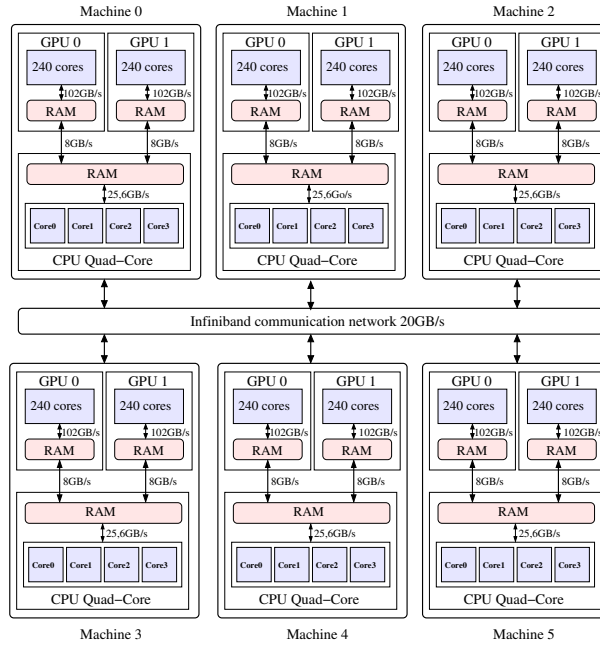 Machine 0
Machine 1
Machine 2
GPU 0
GPU 1
GPU 0
GPU 1
GPU 0
GPU 1
240 cores
240 cores
240 cores
240 cores
240 cores
240 cores
102GB/s
102GB/s
102GB/s
102GB/s
102GB/s
102GB/s
RAM
RAM
RAM
RAM
RAM
RAM
8GB/s
8GB/s
8GB/s
8GB/s
8GB/s
8GB/s
RAM
RAM
RAM
25,6GB/s
25,6Go/s
25,6GB/s
Core0
Core1
Core2
Core3
Core0
Core1
Core2
Core3
Core0
Core1
Core2
Core3
CPU Quad−Core
CPU Quad−Core
CPU Quad−Core
Infiniband communication network 20GB/s
GPU 0
GPU 1
GPU 0
GPU 1
GPU 0
GPU 1
240 cores
240 cores
240 cores
240 cores
240 cores
240 cores
102GB/s
102GB/s
102GB/s
102GB/s
102GB/s
102GB/s
RAM
RAM
RAM
RAM
RAM
RAM
8GB/s
8GB/s
8GB/s
8GB/s
8GB/s
8GB/s
RAM
RAM
RAM
25,6GB/s
25,6GB/s
25,6GB/s
Core0
Core1
Core2
Core3
Core0
Core1
Core2
Core3
Core0
Core1
Core2
Core3
CPU Quad−Core
CPU Quad−Core
CPU Quad−Core
Machine 3
Machine 4
Machine 5